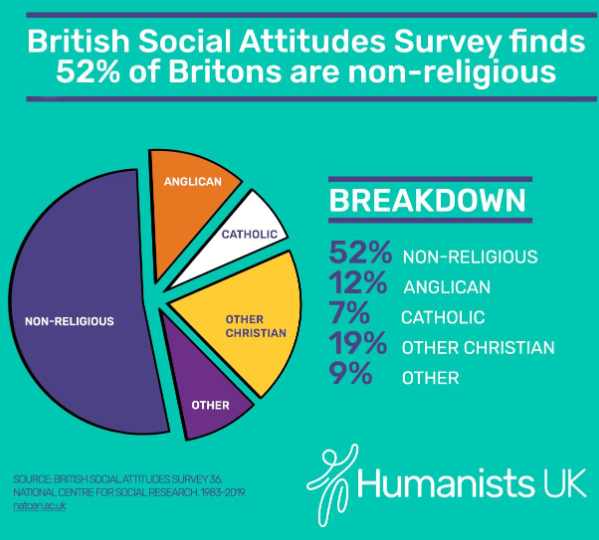 British Social Attitudes Survey finds
52% of Britons are non-religious
ANGLICAN
CATHOLIC
OTHER
CHRISTIAN
NON-RELIGIOUS
OTHER
BREAKDOWN
52% NON-RELIGIOUS
12% ANGLICAN
7% CATHOLIC
19% OTHER CHRISTIAN
9% OTHER
SOURCE: BRITISH SOCIAL ATTITUDES SURVEY 36.
NATIONAL CENTRE FOR SOCIAL RESEARCH, 1983-2019.
natcen.ac.uk
Humanists UK